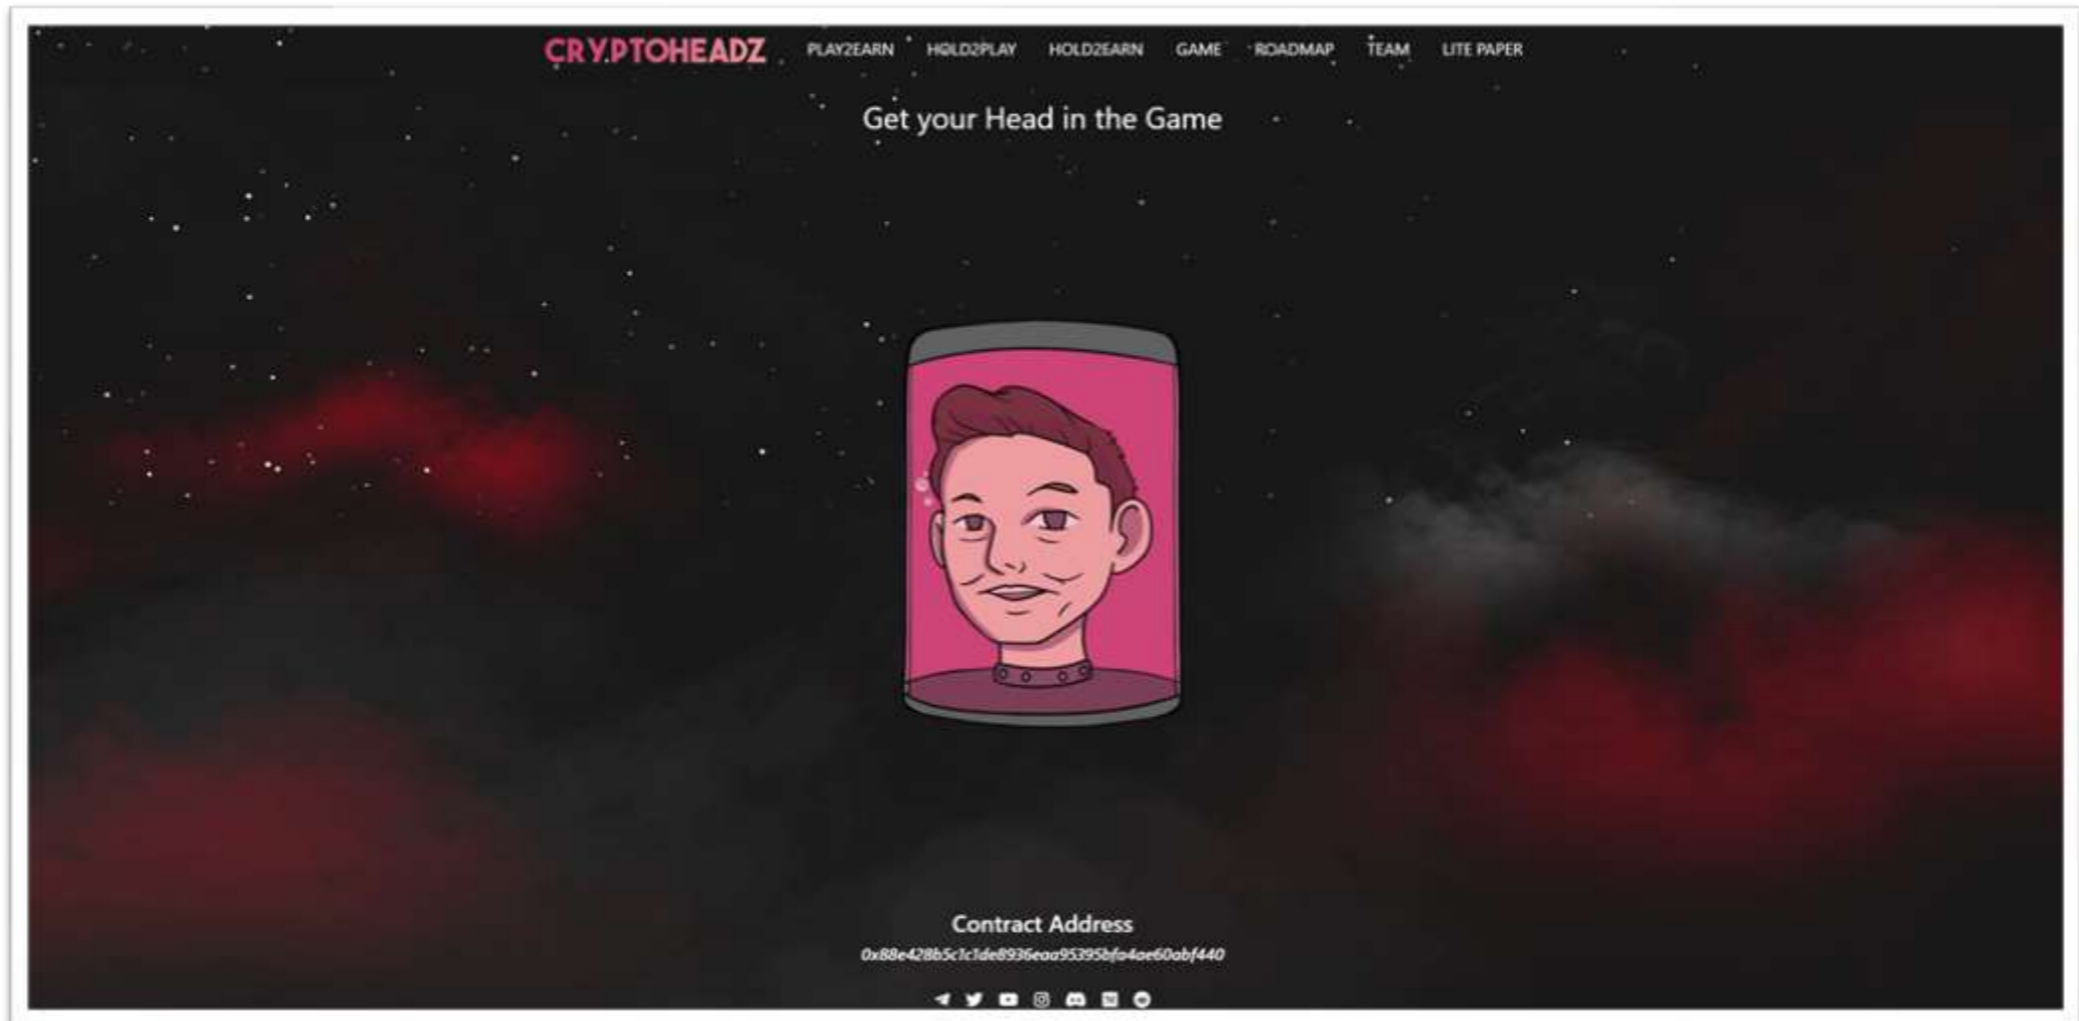 CRYPTOHEADZ PLAY2EARN HOLD2PLAY HOLD2EARN GAME ROADMAP TEAM LITE PAPER
Get your Head in the Game
Contract Address
0x88e428b5c1c1de8936eaa95395bfa4ae60abf440